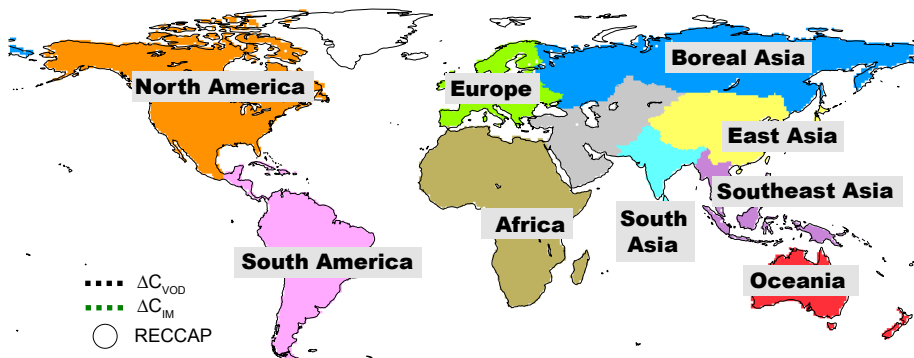 Boreal Asia
North America
Europe
East Asia
Southeast Asia
Africa
South
Asia
South America
Oceania
ΔC_VOD
ΔC_IM
RECCAP